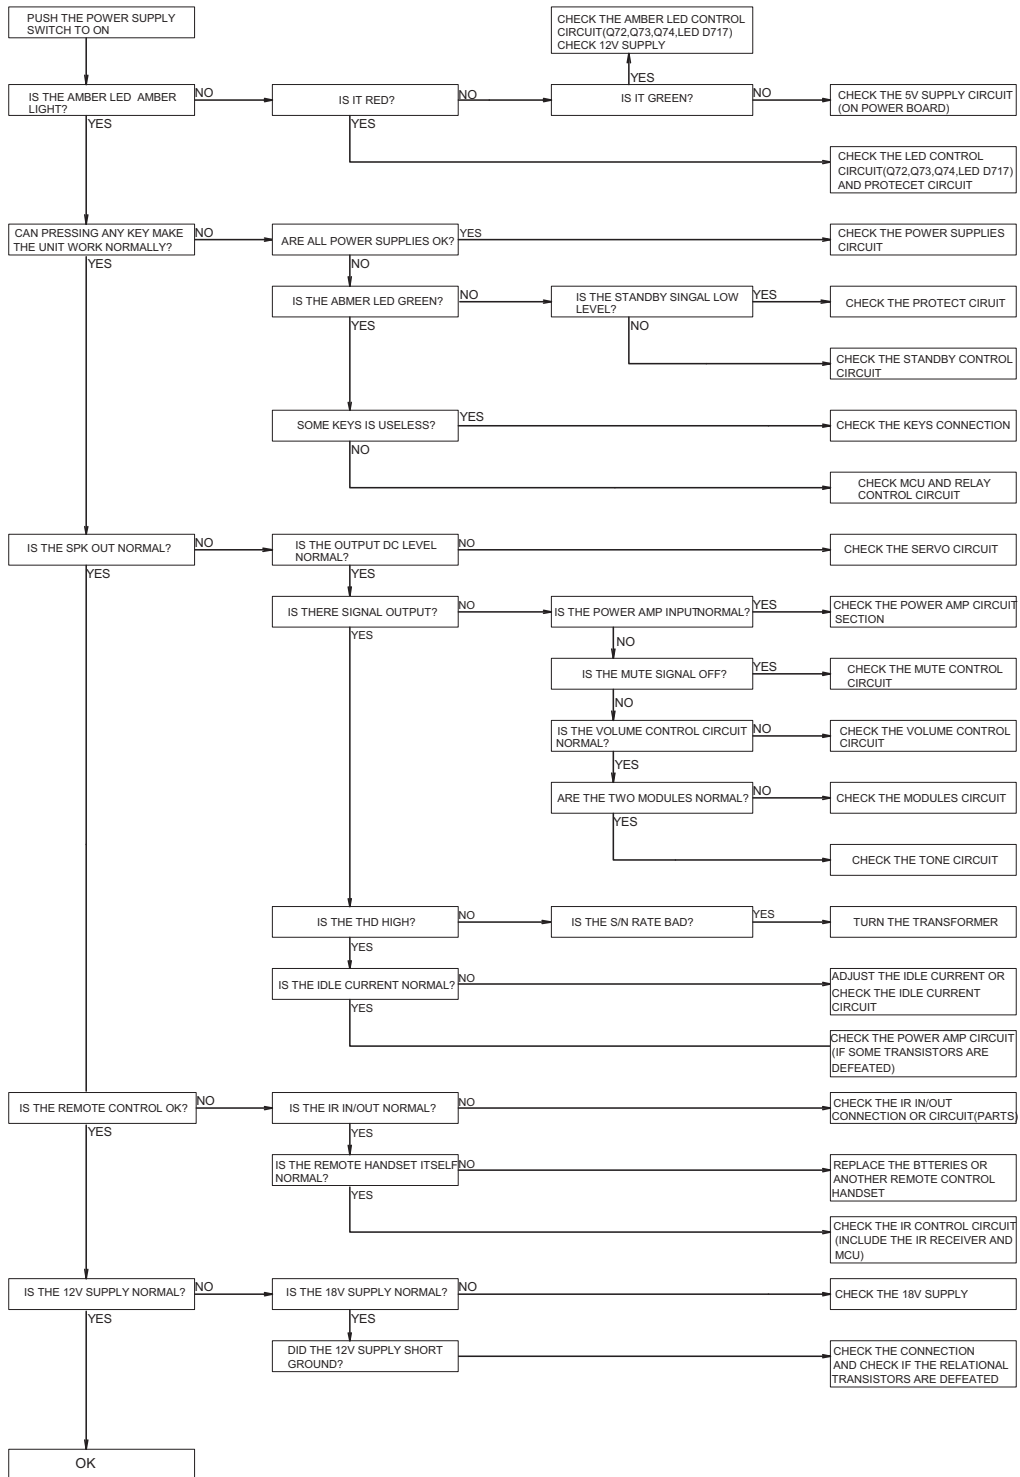 PUSH THE POWER SUPPLY
SWITCH TO ON
CHECK THE AMBER LED CONTROL
CIRCUIT(Q72,Q73,Q74,LED D717)
CHECK 12V SUPPLY
YES
IS THE AMBER LED AMBER
LIGHT?
NO
IS IT RED?
NO
IS IT GREEN?
NO
CHECK THE 5V SUPPLY CIRCUIT
(ON POWER BOARD)
YES
YES
CHECK THE LED CONTROL
CIRCUIT(Q72,Q73,Q74,LED D717)
AND PROTECET CIRCUIT
CAN PRESSING ANY KEY MAKE
THE UNIT WORK NORMALLY?
NO
ARE ALL POWER SUPPLIES OK?
YES
CHECK THE POWER SUPPLIES
CIRCUIT
YES
NO
IS THE ABMER LED GREEN?
NO
IS THE STANDBY SINGAL LOW
LEVEL?
YES
CHECK THE PROTECT CIRUIT
YES
NO
CHECK THE STANDBY CONTROL
CIRCUIT
SOME KEYS IS USELESS?
YES
CHECK THE KEYS CONNECTION
NO
CHECK MCU AND RELAY
CONTROL CIRCUIT
IS THE SPK OUT NORMAL?
NO
IS THE OUTPUT DC LEVEL
NORMAL?
NO
CHECK THE SERVO CIRCUIT
YES
YES
IS THERE SIGNAL OUTPUT?
NO
IS THE POWER AMP INPUTNORMAL?
YES
CHECK THE POWER AMP CIRCUIT
SECTION
YES
NO
IS THE MUTE SIGNAL OFF?
YES
CHECK THE MUTE CONTROL
CIRCUIT
NO
IS THE VOLUME CONTROL CIRCUIT
NORMAL?
NO
CHECK THE VOLUME CONTROL
CIRCUIT
YES
ARE THE TWO MODULES NORMAL?
NO
CHECK THE MODULES CIRCUIT
YES
CHECK THE TONE CIRCUIT
IS THE THD HIGH?
NO
IS THE S/N RATE BAD?
YES
TURN THE TRANSFORMER
YES
IS THE IDLE CURRENT NORMAL?
NO
ADJUST THE IDLE CURRENT OR
CHECK THE IDLE CURRENT
CIRCUIT
YES
CHECK THE POWER AMP CIRCUIT
(IF SOME TRANSISTORS ARE
DEFEATED)
IS THE REMOTE CONTROL OK?
NO
IS THE IR IN/OUT NORMAL?
NO
CHECK THE IR IN/OUT
CONNECTION OR CIRCUIT(PARTS)
YES
YES
IS THE REMOTE HANDSET ITSELF
NORMAL?
NO
REPLACE THE BTTERIES OR
ANOTHER REMOTE CONTROL
HANDSET
YES
CHECK THE IR CONTROL CIRCUIT
(INCLUDE THE IR RECEIVER AND
MCU)
IS THE 12V SUPPLY NORMAL?
NO
IS THE 18V SUPPLY NORMAL?
NO
CHECK THE 18V SUPPLY
YES
YES
DID THE 12V SUPPLY SHORT
GROUND?
CHECK THE CONNECTION
AND CHECK IF THE RELATIONAL
TRANSISTORS ARE DEFEATED
OK